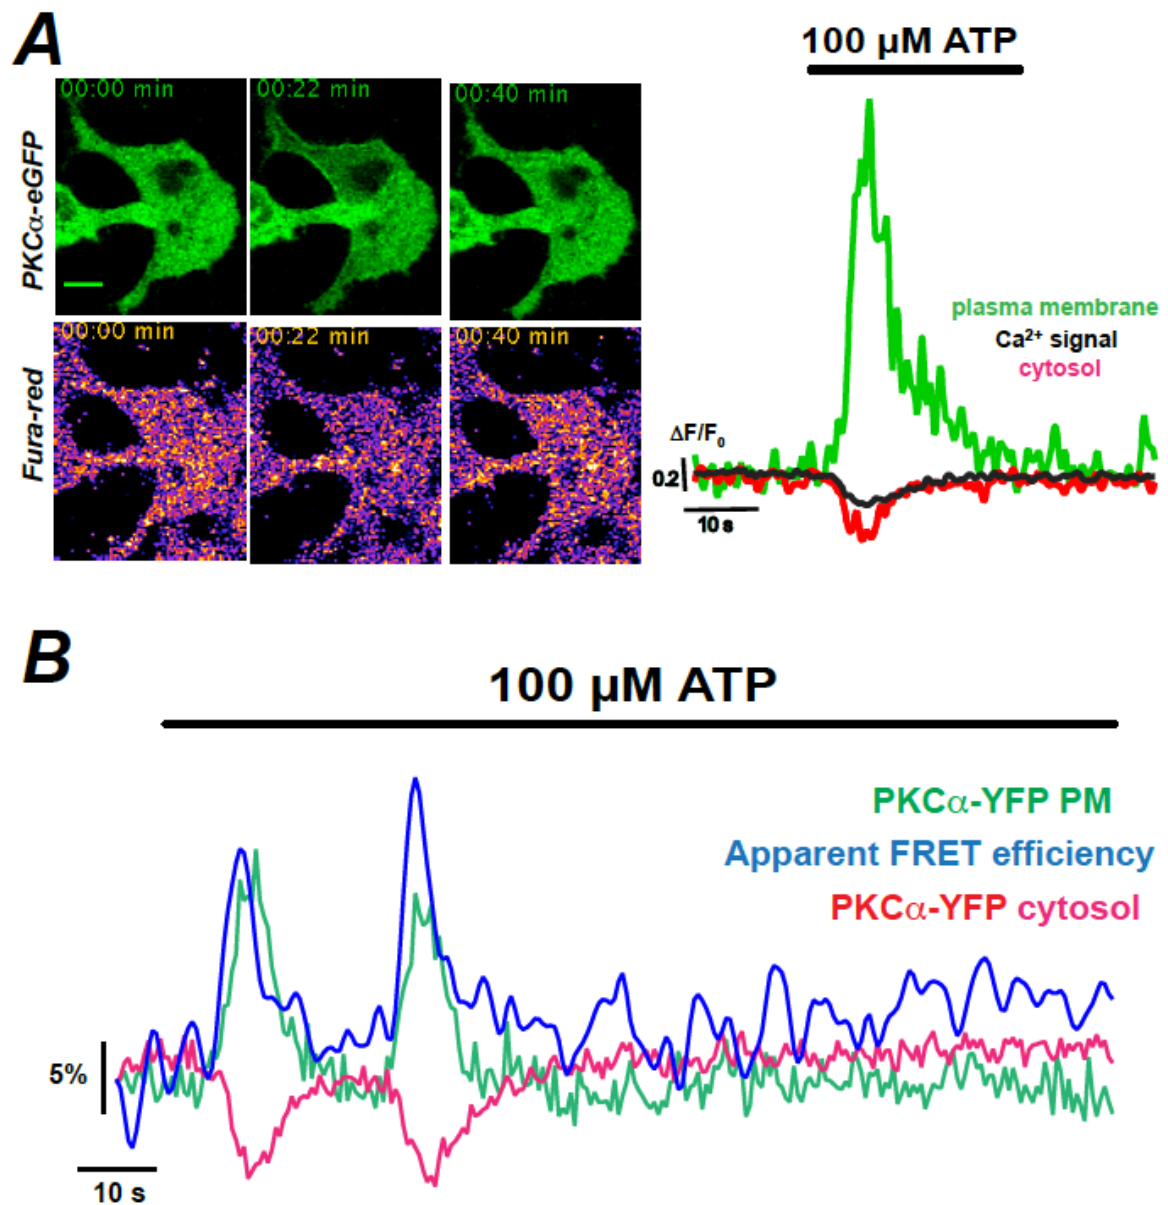 A
100 µM ATP
00:00 min
00:22 min
00:40 min
PKCα-eGFP
00:00 min
00:22 min
00:40 min
Fura-red
plasma membrane
Ca²⁺ signal
cytosol
ΔF/F₀
0.2
10 s
B
100 µM ATP
PKCα-YFP PM
Apparent FRET efficiency
PKCα-YFP cytosol
5%
10 s